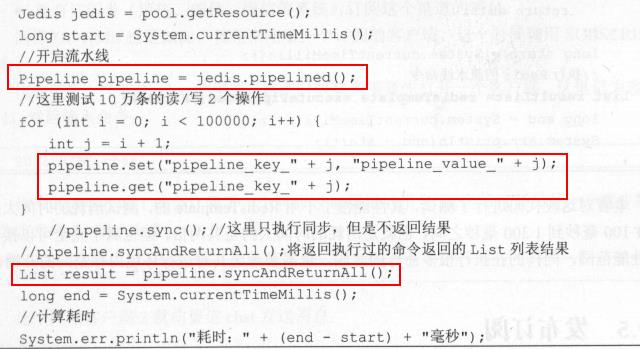 Jedis jedis = pool.getResource();
long start = System.currentTimeMillis();
//开启流水线
Pipeline pipeline = jedis.pipelined();
//这里测试 10 万条的读/写 2 个操作
for (int i = 0; i < 100000; i++) {
int j = i + 1;
pipeline.set("pipeline_key_" + j, "pipeline_value_" + j);
pipeline.get("pipeline_key_" + j);
}
//pipeline.sync();//这里只执行同步，但是不返回结果
//pipeline.syncAndReturnAll();将返回执行过的命令返回的 List 列表结果
List result = pipeline.syncAndReturnAll();
long end = System.currentTimeMillis();
//计算耗时
System.err.println("耗时：" + (end - start) + "毫秒");